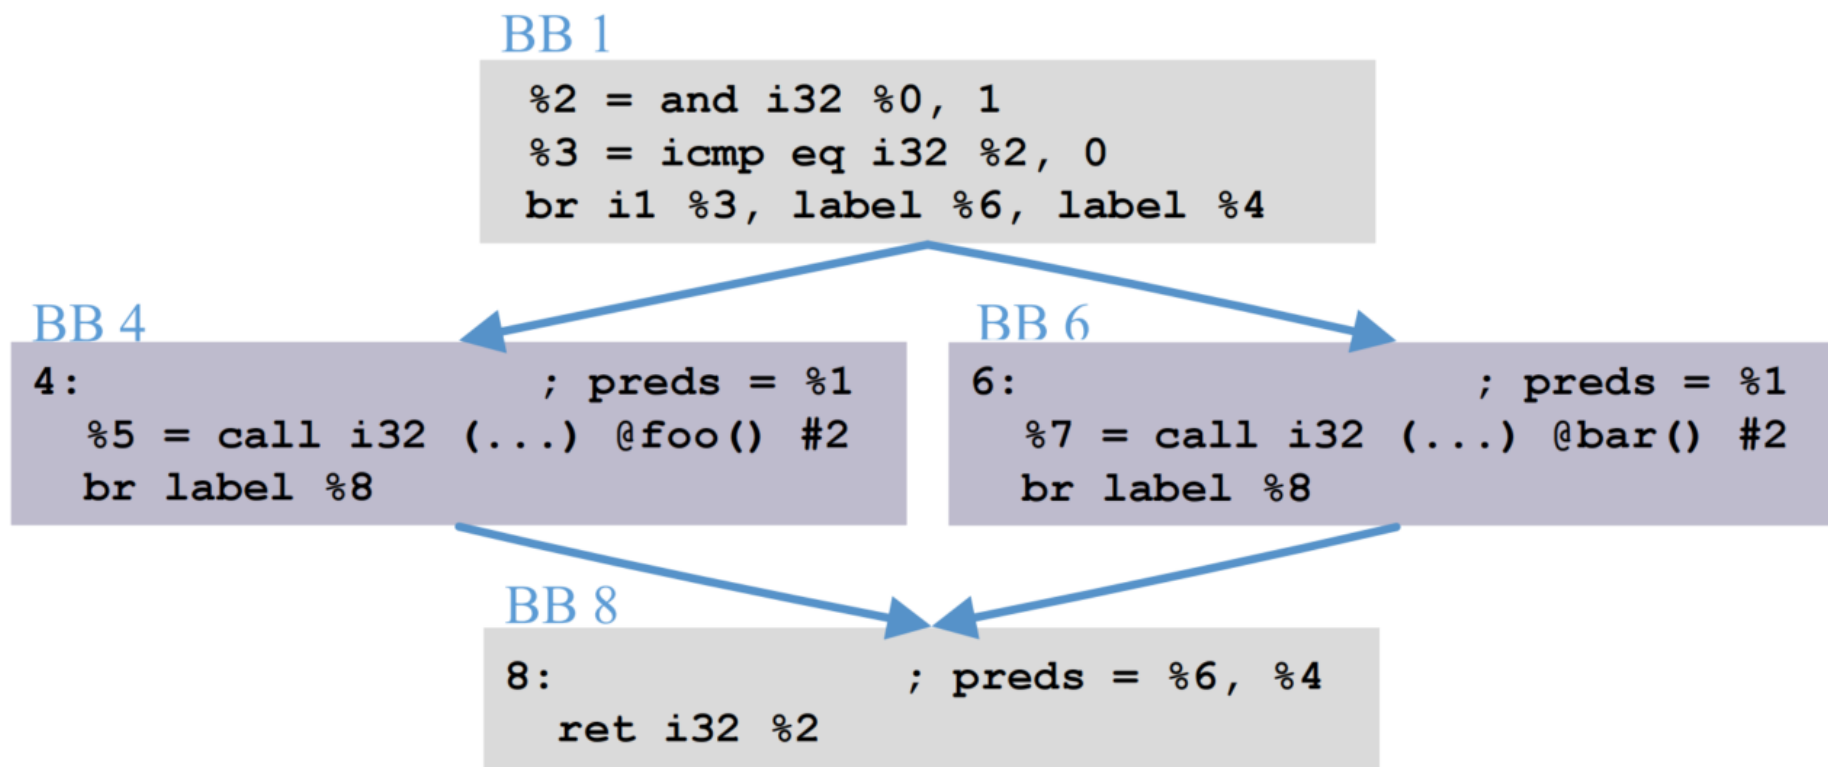 BB 1
%2 = and i32 %0, 1
%3 = icmp eq i32 %2, 0
br i1 %3, label %6, label %4
BB 4
4: ; preds = %1
%5 = call i32 (...) @foo() #2
br label %8
BB 6
6: ; preds = %1
%7 = call i32 (...) @bar() #2
br label %8
BB 8
8: ; preds = %6, %4
ret i32 %2